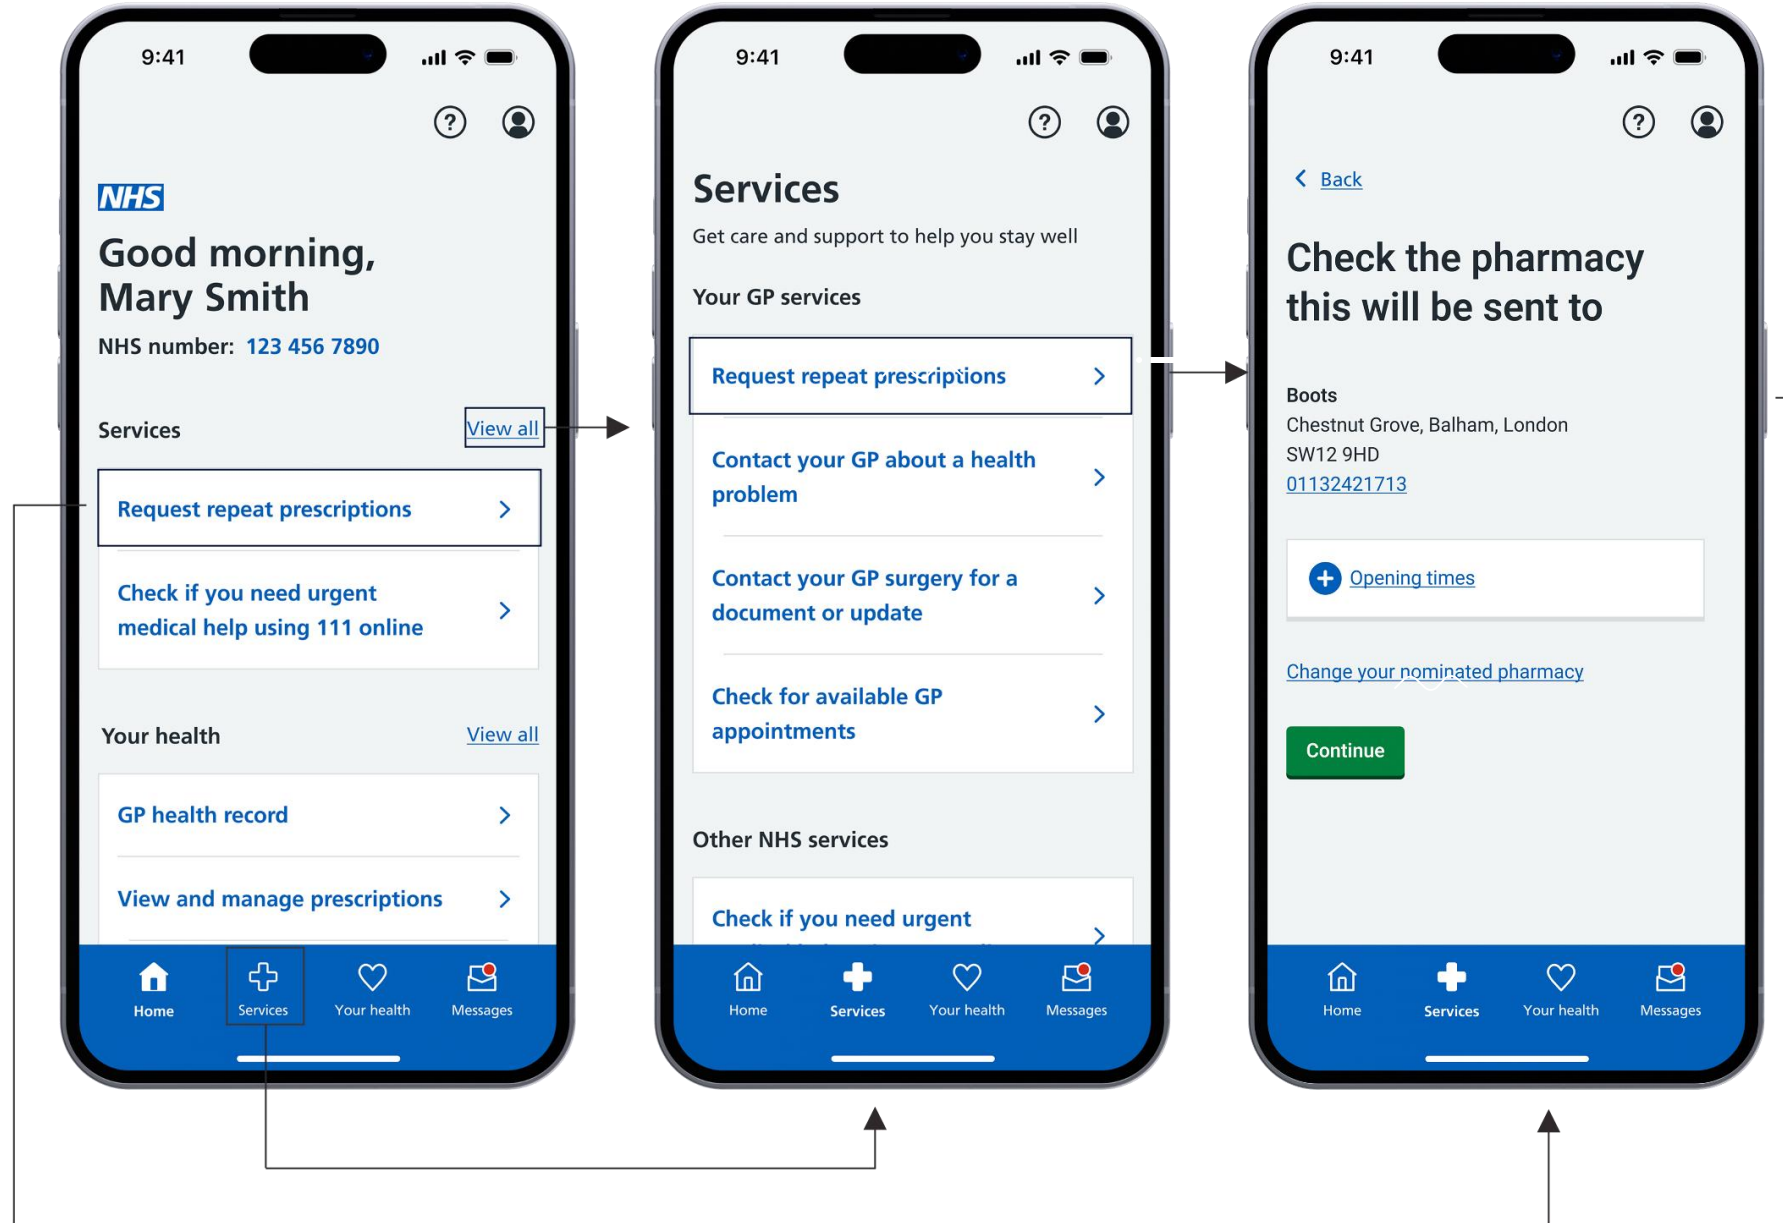 9:41
NHS
Good morning,
Mary Smith
NHS number: 123 456 7890
Services
View all
Request repeat prescriptions
Check if you need urgent
medical help using 111 online
Your health
View all
GP health record
View and manage prescriptions
Home
Services
Your health
Messages
9:41
Services
Get care and support to help you stay well
Your GP services
Request repeat prescriptions
Contact your GP about a health
problem
Contact your GP surgery for a
document or update
Check for available GP
appointments
Other NHS services
Check if you need urgent
Home
Services
Your health
Messages
9:41
Back
Check the pharmacy
this will be sent to
Boots
Chestnut Grove, Balham, London
SW12 9HD
01132421713
Opening times
Change your nominated pharmacy
Continue
Home
Services
Your health
Messages